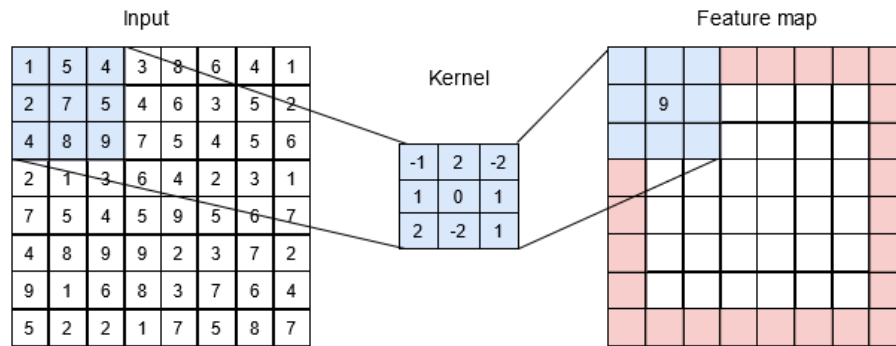 Input
Feature map
Kernel
1 5 4 3 8 6 4 1
2 7 5 4 6 3 5 2
4 8 9 7 5 4 5 6
2 1 3 6 4 2 3 1
7 5 4 5 9 5 6 7
4 8 9 9 2 3 7 2
9 1 6 8 3 7 6 4
5 2 2 1 7 5 8 7
-1 2 -2
1 0 1
2 -2 1
9